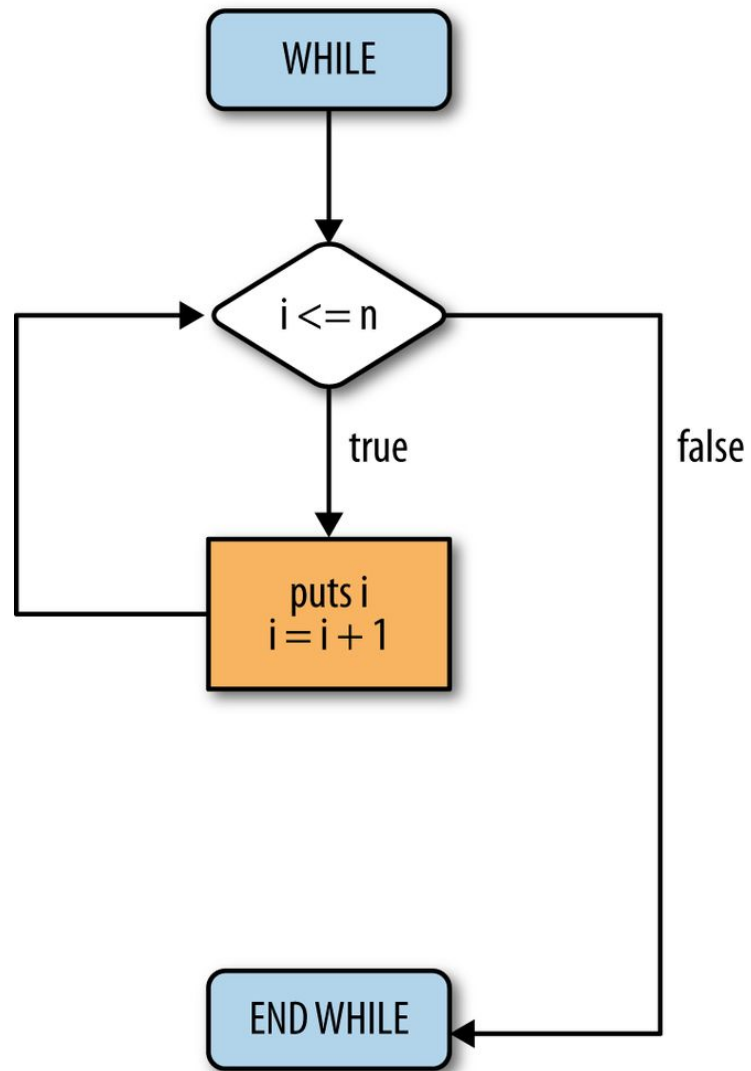 WHILE
i <= n
true
false
puts i
i = i + 1
END WHILE